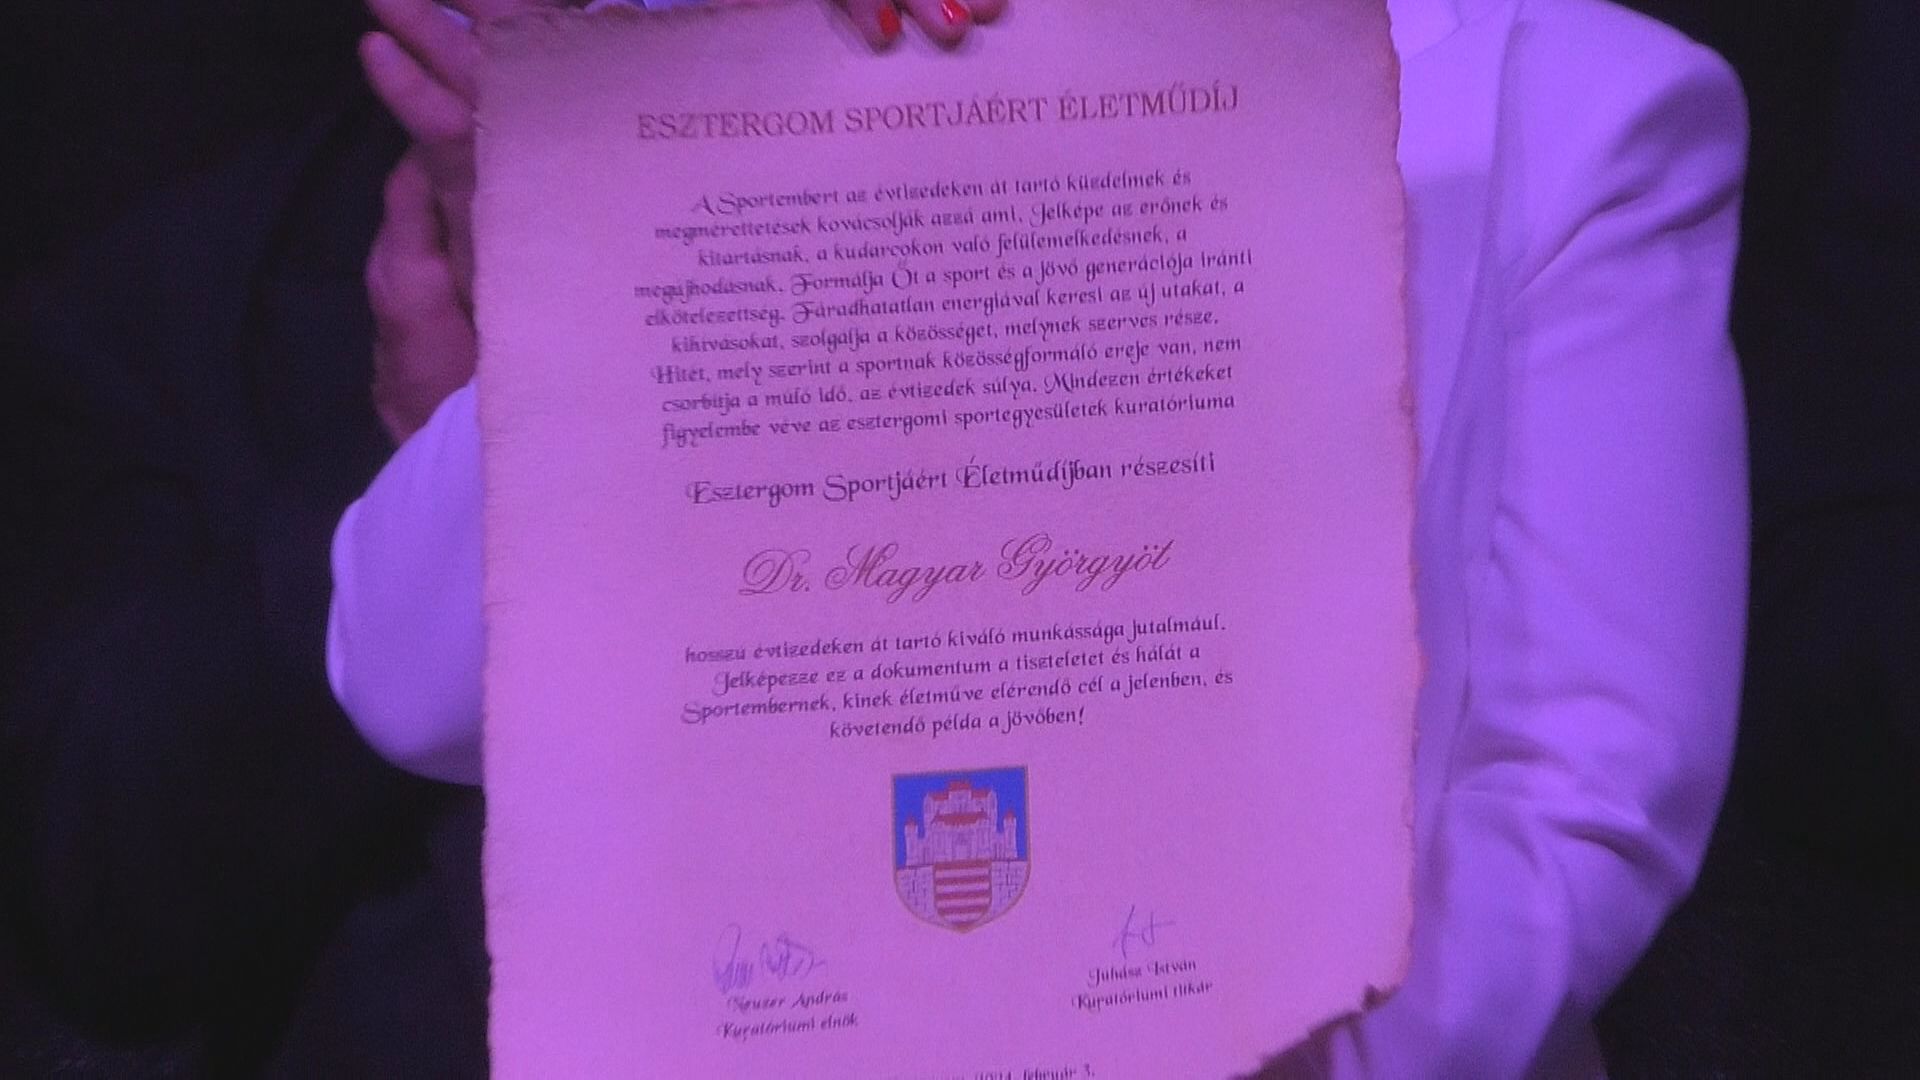 ESZTERGOM SPORTJÁÉRT ÉLETMŰDÍJ
A Sportembert az évtizedeken át tartó küzdelmek és
megmérettetések kovácsolják azzá ami. Jelképe az erőnek és
kitartásnak, a kudarcokon való felülemelkedésnek, a
megújhodásnak. Formálja Őt a sport és a jövő generációja iránti
elkötelezettség. Fáradhatatlan energiával keresi az új utakat, a
kihívásokat, szolgálja a közösséget, melynek szerves része.
Hitét, mely szerint a sportnak közösségformáló ereje van, nem
csorbítja a múló idő, az évtizedek súlya. Mindezen értékeket
figyelembe véve az esztergomi sportegyesületek kuratóriuma
Esztergom Sportjáért Életműdíjban részesíti
Dr. Magyar Györgyöt
hosszú évtizedeken át tartó kiváló munkássága jutalmául.
Jelképezze ez a dokumentum a tiszteletet és hálát a
Sportembernek, kinek életműve elérendő cél a jelenben, és
követendő példa a jövőben!
András
Kuratóriumi elnök
Juhász István
Kuratóriumi titkár
február 3.